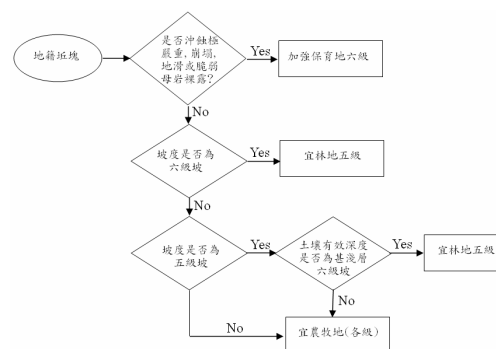 地籍坵塊
是否沖蝕極
嚴重,崩塌,
地滑或脆弱
母岩裸露?
Yes
加強保育地六級
No
坡度是否為
六級坡
Yes
宜林地五級
No
坡度是否為
五級坡
Yes
土壤有效深度
是否為甚淺層
六級坡
Yes
宜林地五級
No
No
宜農牧地(各級)